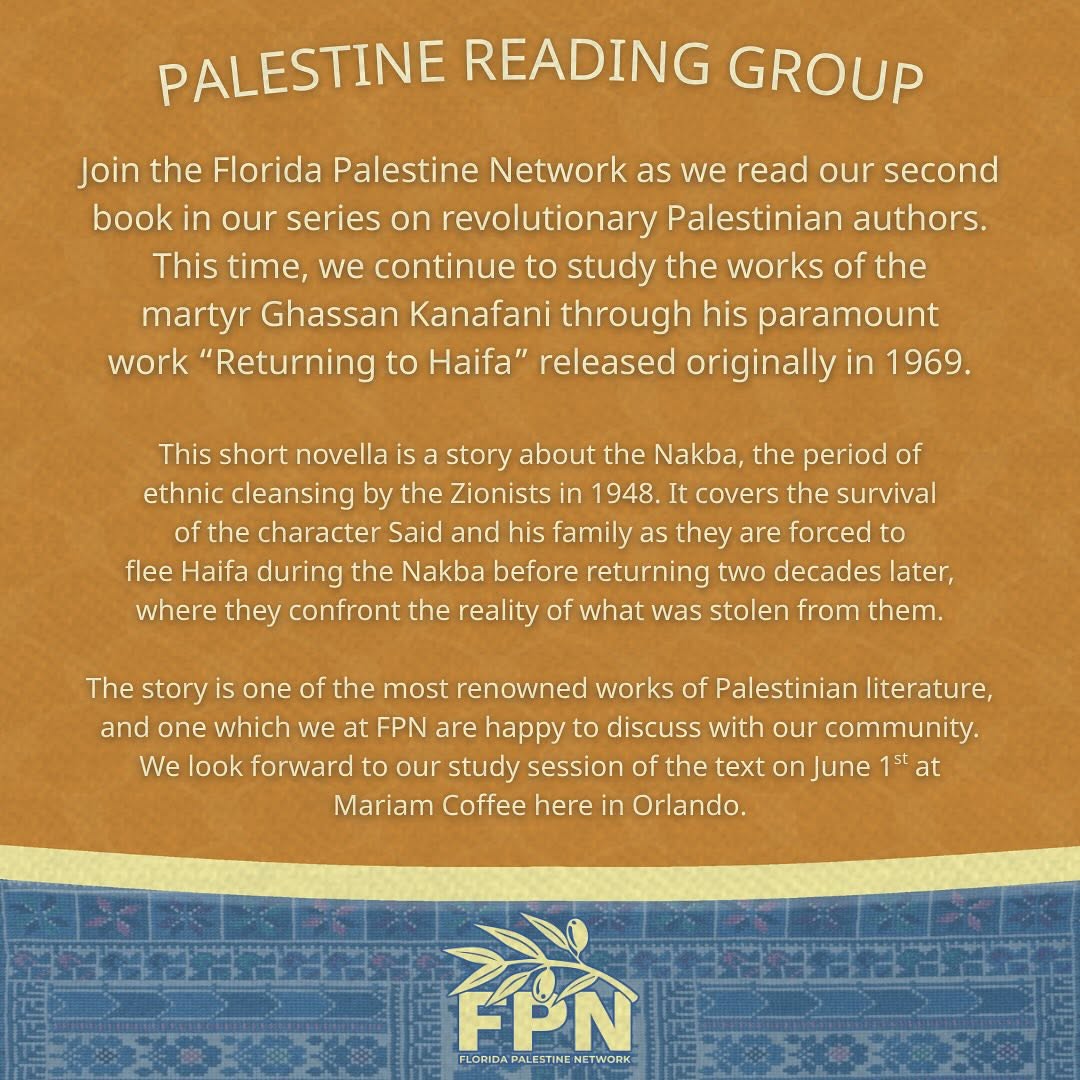 PALESTINE READING GROUP
Join the Florida Palestine Network as we read our second
book in our series on revolutionary Palestinian authors.
This time, we continue to study the works of the
martyr Ghassan Kanafani through his paramount
work “Returning to Haifa” released originally in 1969.
This short novella is a story about the Nakba, the period of
ethnic cleansing by the Zionists in 1948. It covers the survival
of the character Said and his family as they are forced to
flee Haifa during the Nakba before returning two decades later,
where they confront the reality of what was stolen from them.
The story is one of the most renowned works of Palestinian literature,
and one which we at FPN are happy to discuss with our community.
We look forward to our study session of the text on June 1st at
Mariam Coffee here in Orlando.
FPN
FLORIDA PALESTINE NETWORK